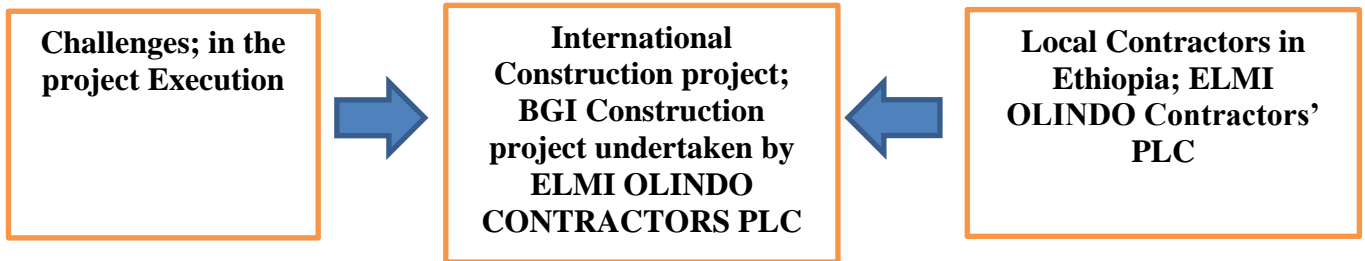 Challenges; in the
project Execution
International
Construction project;
BGI Construction
project undertaken by
ELMI OLINDO
CONTRACTORS PLC
Local Contractors in
Ethiopia; ELMI
OLINDO Contractors’
PLC